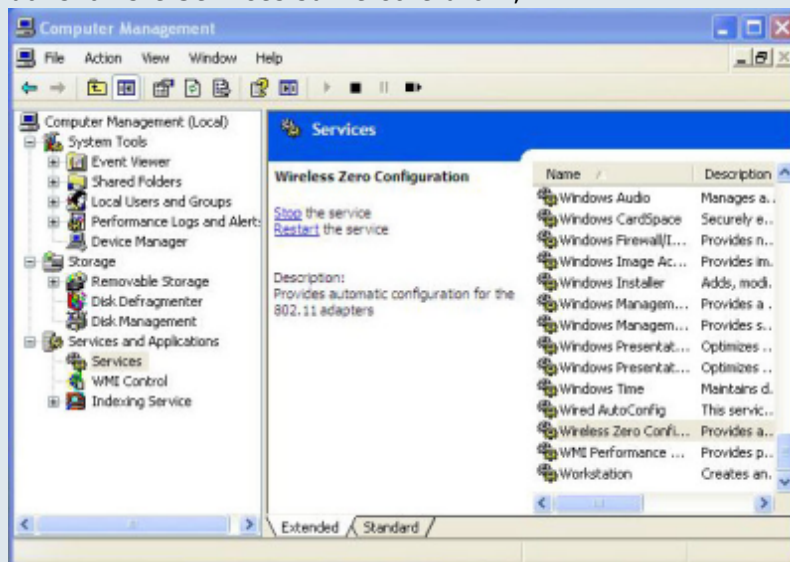 Computer Management
File Action View Window Help
Computer Management (Local)
System Tools
Event Viewer
Shared Folders
Local Users and Groups
Performance Logs and Alert:
Device Manager
Storage
Removable Storage
Disk Defragmenter
Disk Management
Services and Applications
Services
WMI Control
Indexing Service
Services
Wireless Zero Configuration
Stop the service
Restart the service
Description:
Provides automatic configuration for the
802.11 adapters
Name Description
Windows Audio Manages a..
Windows CardSpace Securely e...
Windows Firewall/I... Provides n...
Windows Image Ac... Provides im.
Windows Installer Adds, modi.
Windows Managem... Provides a .
Windows Managem... Provides s...
Windows Presentat... Optimizes ..
Windows Presentat... Optimizes ..
Windows Time Maintains d.
Wired AutoConfig This servic...
Wireless Zero Confi... Provides a...
WMI Performance ... Provides p...
Workstation Creates an.
Extended Standard